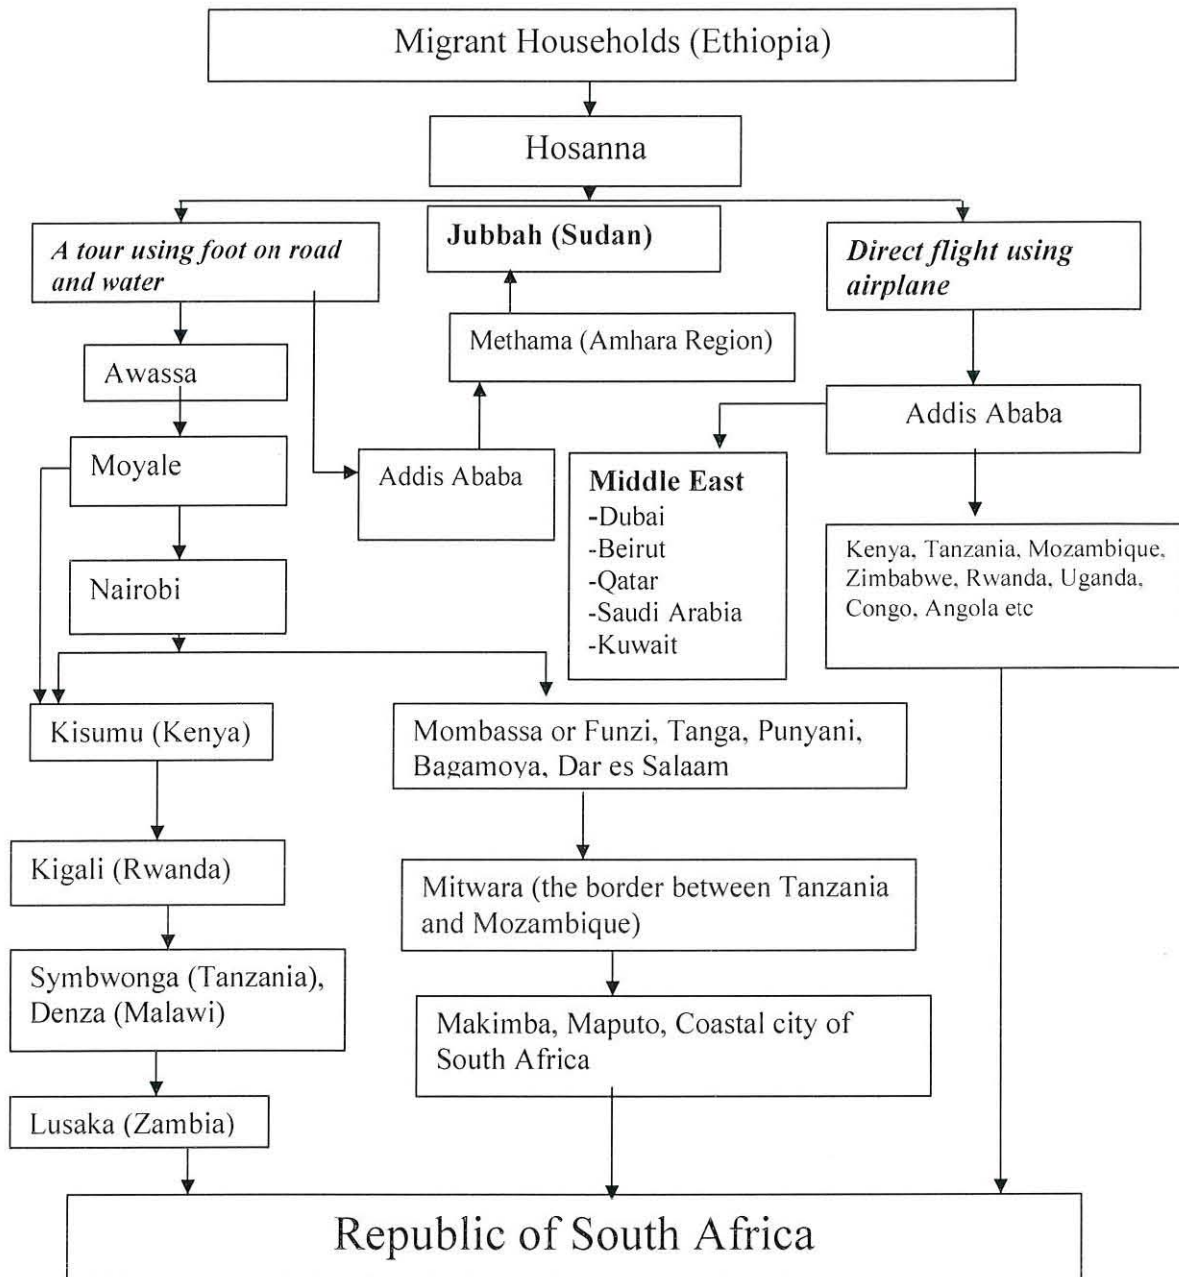 Migrant Households (Ethiopia)
Hosanna
A tour using foot on road
and water
Jubbah (Sudan)
Direct flight using
airplane
Methama (Amhara Region)
Awassa
Addis Ababa
Moyale
Addis Ababa
Middle East
-Dubai
-Beirut
-Qatar
-Saudi Arabia
-Kuwait
Kenya, Tanzania, Mozambique,
Zimbabwe, Rwanda, Uganda,
Congo, Angola etc
Nairobi
Kisumu (Kenya)
Mombassa or Funzi, Tanga, Punyani,
Bagamoya, Dar es Salaam
Kigali (Rwanda)
Mitwara (the border between Tanzania
and Mozambique)
Symbwonga (Tanzania),
Denza (Malawi)
Makimba, Maputo, Coastal city of
South Africa
Lusaka (Zambia)
Republic of South Africa